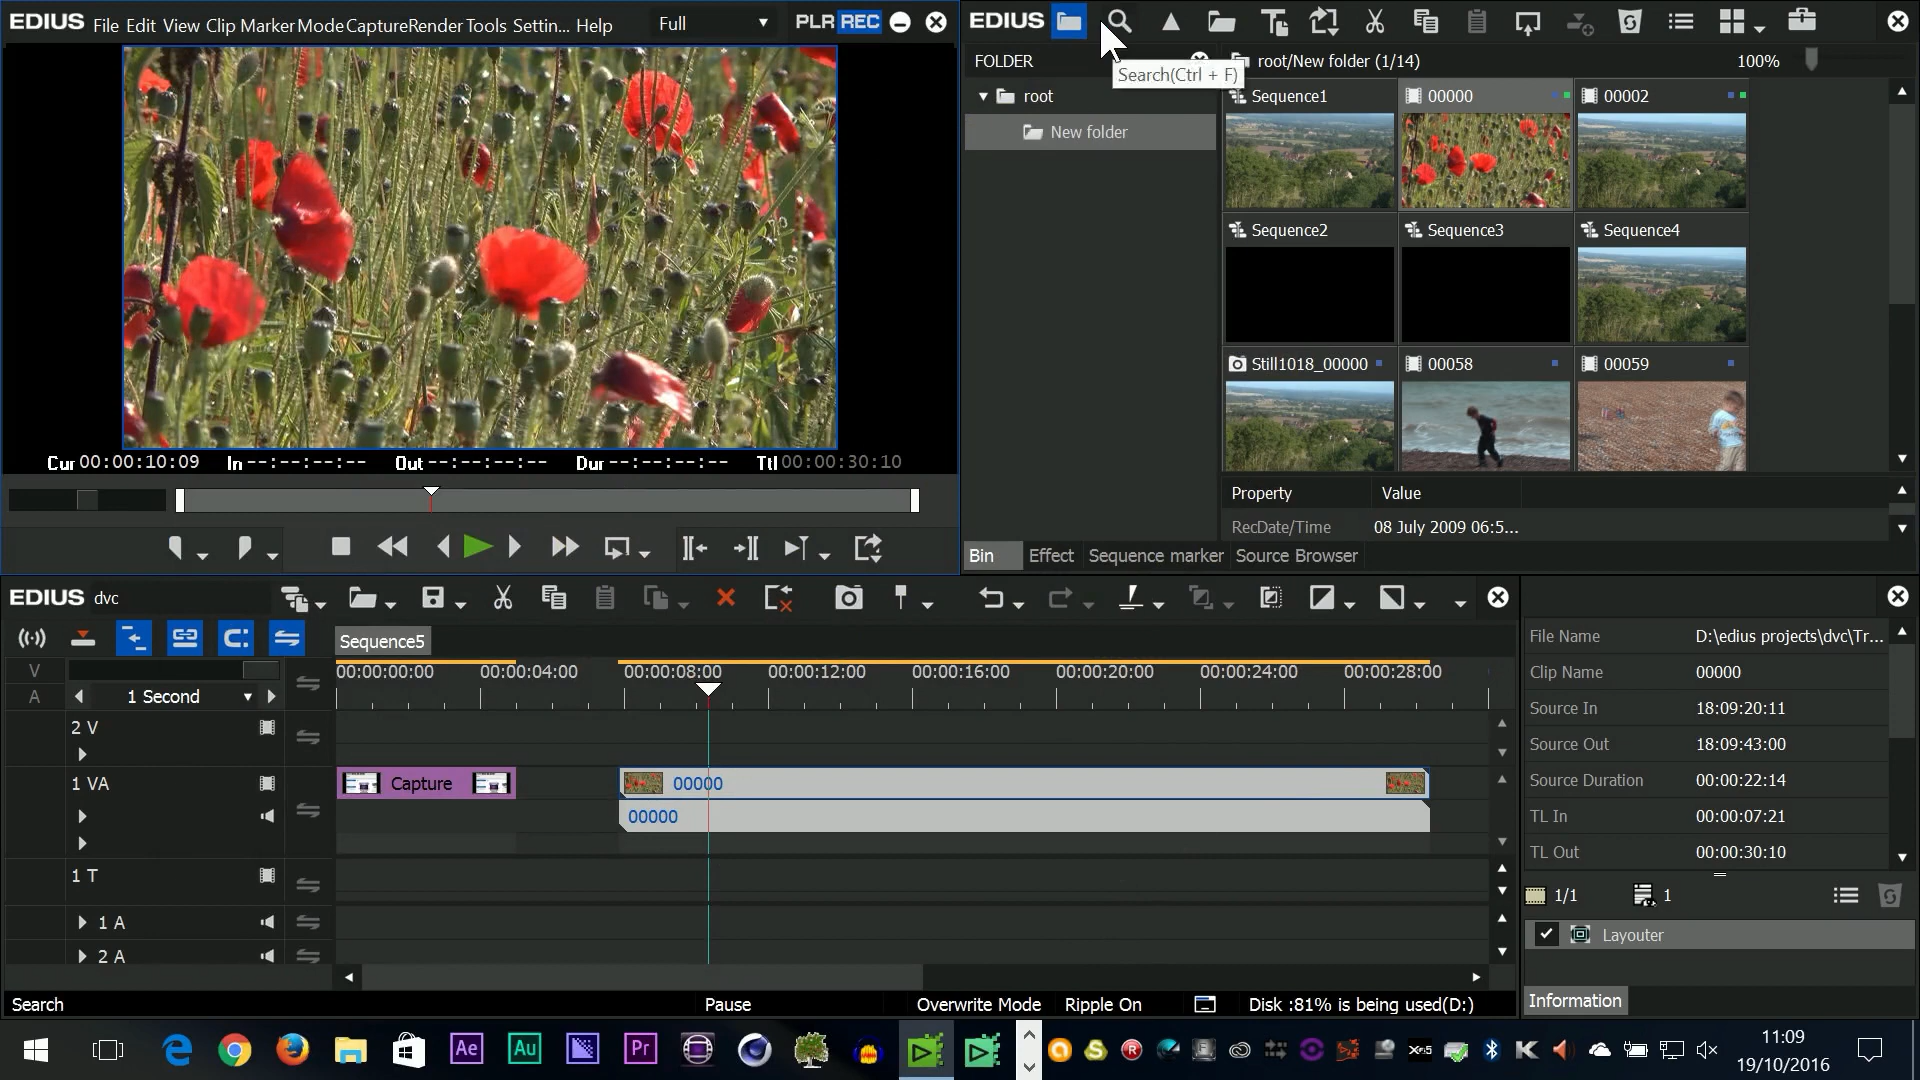 EDIUS File Edit View Clip Marker Mode Capture Render Tools Settin... Help Full PLR REC
Cur 00:00:10:09 In --:--:--:-- Out --:--:--:-- Dur --:--:--:-- Ttl 00:00:30:10
EDIUS
FOLDER
root/New folder (1/14) 100%
Search(Ctrl + F)
root
New folder
Sequence1 00000 00002
Sequence2 Sequence3 Sequence4
Still1018_00000 00058 00059
Property Value
RecDate/Time 08 July 2009 06:5...
Bin Effect Sequence marker Source Browser
EDIUS dvc
Sequence5
V
A 1 Second
00:00:00:00 00:00:04:00 00:00:08:00 00:00:12:00 00:00:16:00 00:00:20:00 00:00:24:00 00:00:28:00
2 V
1 VA Capture 00000
00000
1 T
1 A
2 A
File Name D:\edius projects\dvc\Tr...
Clip Name 00000
Source In 18:09:20:11
Source Out 18:09:43:00
Source Duration 00:00:22:14
TL In 00:00:07:21
TL Out 00:00:30:10
1/1 1
Layouter
Information
Search Pause Overwrite Mode Ripple On Disk :81% is being used(D:)
Ae Au Pr
11:09
19/10/2016